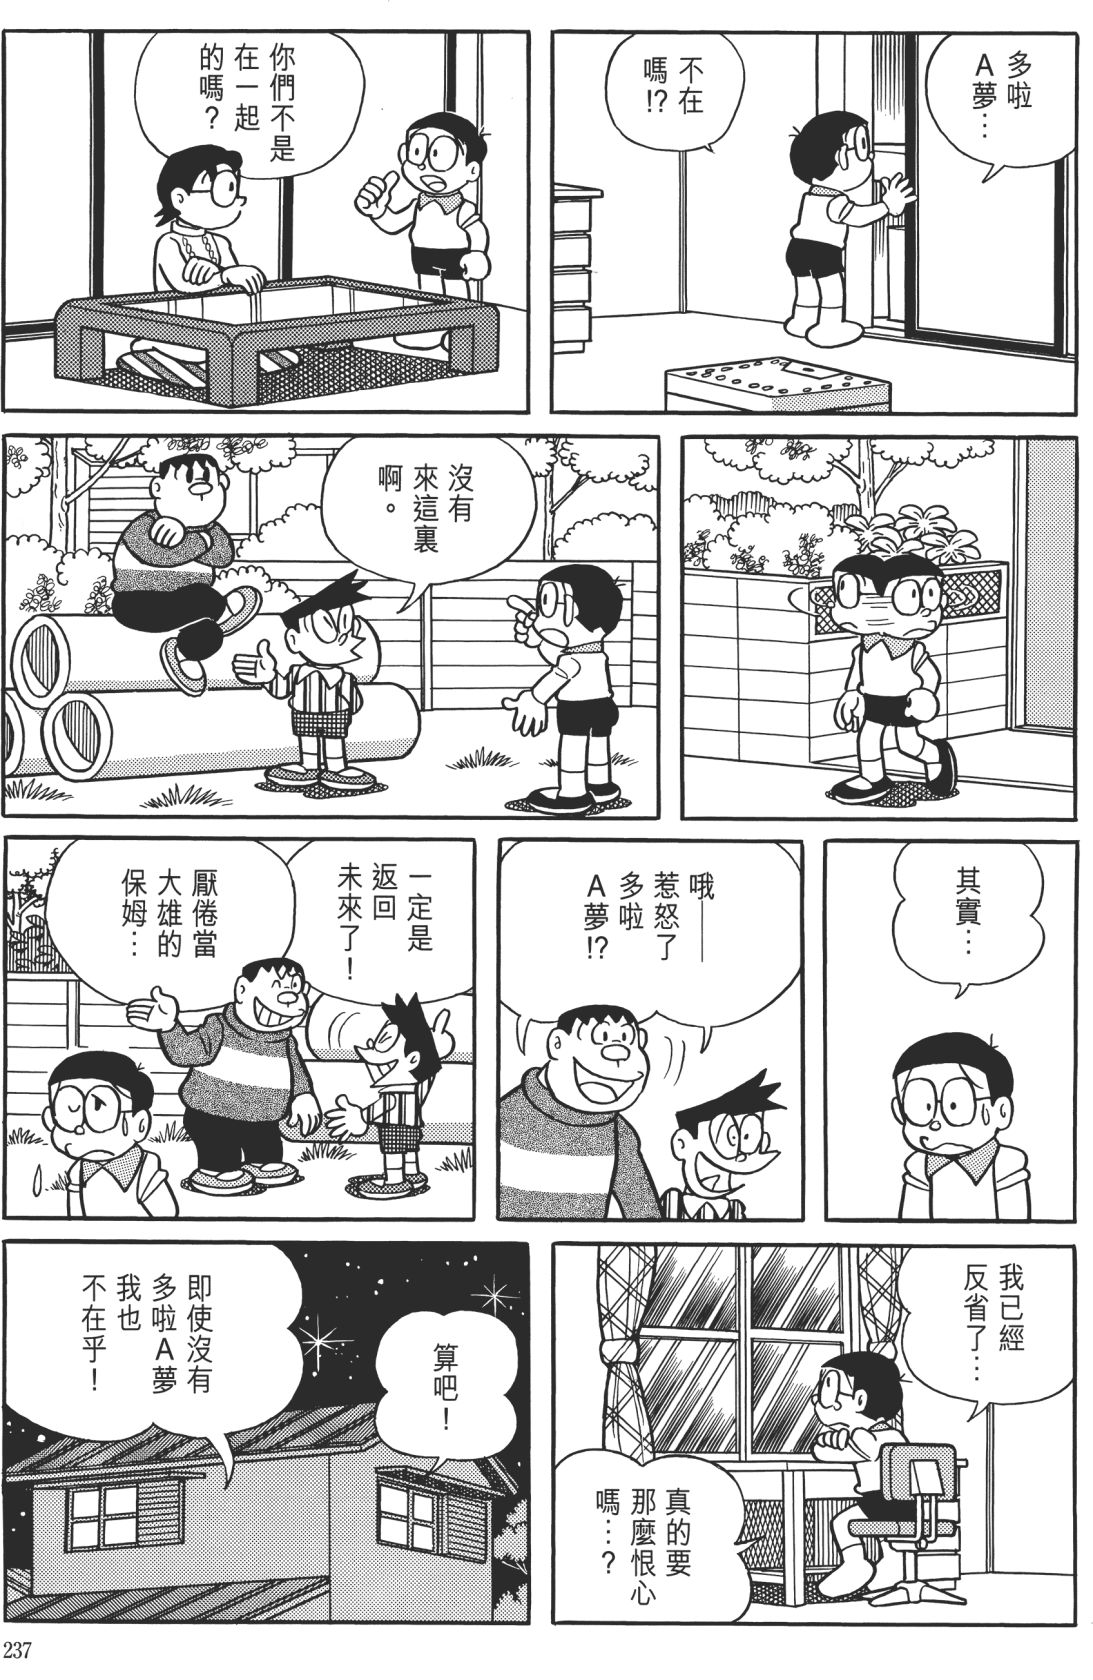 多啦
A夢…
不在
嗎!?
你們不是
在一起
的嗎？
沒有
來這裏
啊。
其實…
哦——
惹怒了
多啦
A夢!?
一定是
返回
未來了！
厭倦當
大雄的
保姆…
我已經
反省了…
真的要
那麼恨心
嗎…？
算吧！
即使沒有
多啦A夢
我也
不在乎！
237